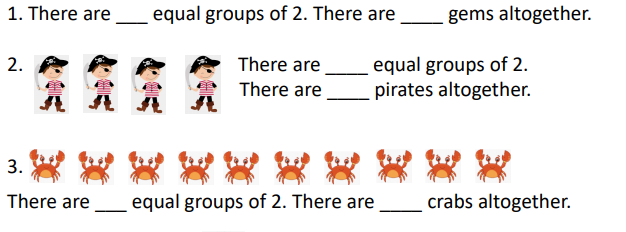 1. There are ___ equal groups of 2. There are ____ gems altogether.
2.
There are ____ equal groups of 2.
There are ____ pirates altogether.
3.
There are ___ equal groups of 2. There are ____ crabs altogether.